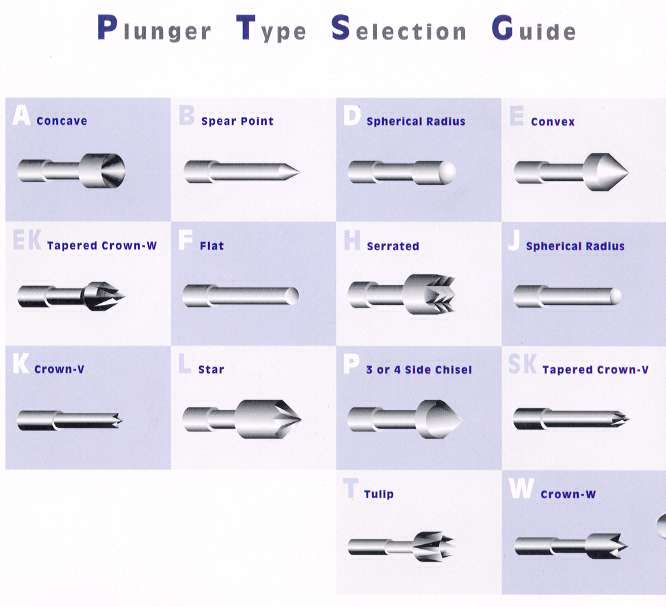 Plunger Type Selection Guide
A Concave
B Spear Point
D Spherical Radius
E Convex
EK Tapered Crown-W
F Flat
H Serrated
J Spherical Radius
K Crown-V
L Star
P 3 or 4 Side Chisel
SK Tapered Crown-V
T Tulip
W Crown-W